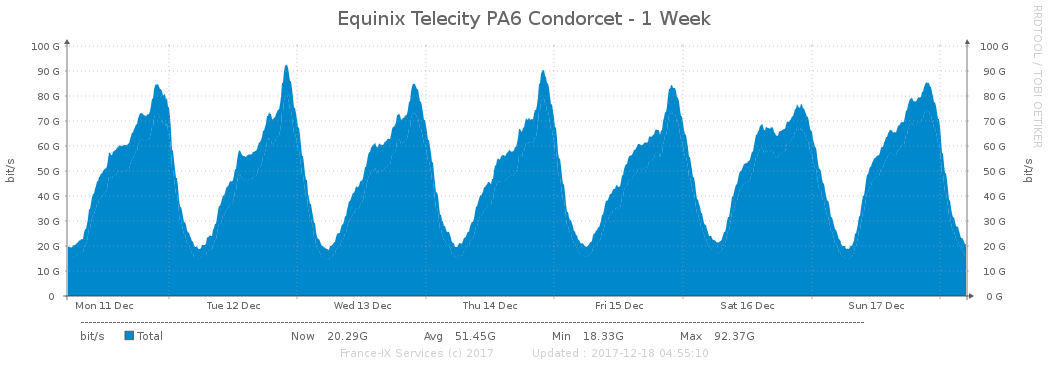 Equinix Telecity PA6 Condorcet - 1 Week
RRDTOOL / TOBI OETIKER
100 G 100 G
90 G 90 G
80 G 80 G
70 G 70 G
60 G 60 G
50 G 50 G
40 G 40 G
30 G 30 G
20 G 20 G
10 G 10 G
0 0 G
bit/s bit/s
Mon 11 Dec Tue 12 Dec Wed 13 Dec Thu 14 Dec Fri 15 Dec Sat 16 Dec Sun 17 Dec
bit/s Total Now 20.29G Avg 51.45G Min 18.33G Max 92.37G
France-IX Services (c) 2017 Updated : 2017-12-18 04:55:10